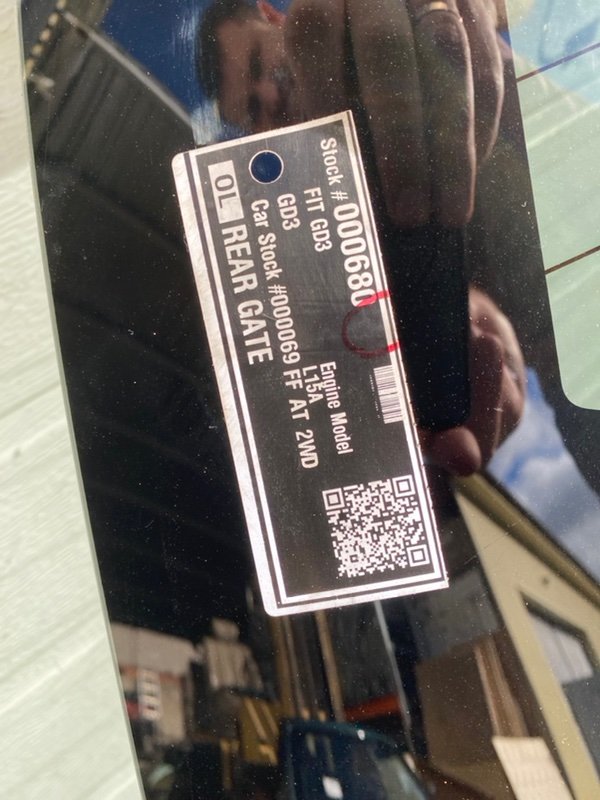 Stock # 000680
FIT GD3
Engine Model
GD3
L15A
Car Stock #000069 FF AT 2WD
OL REAR GATE